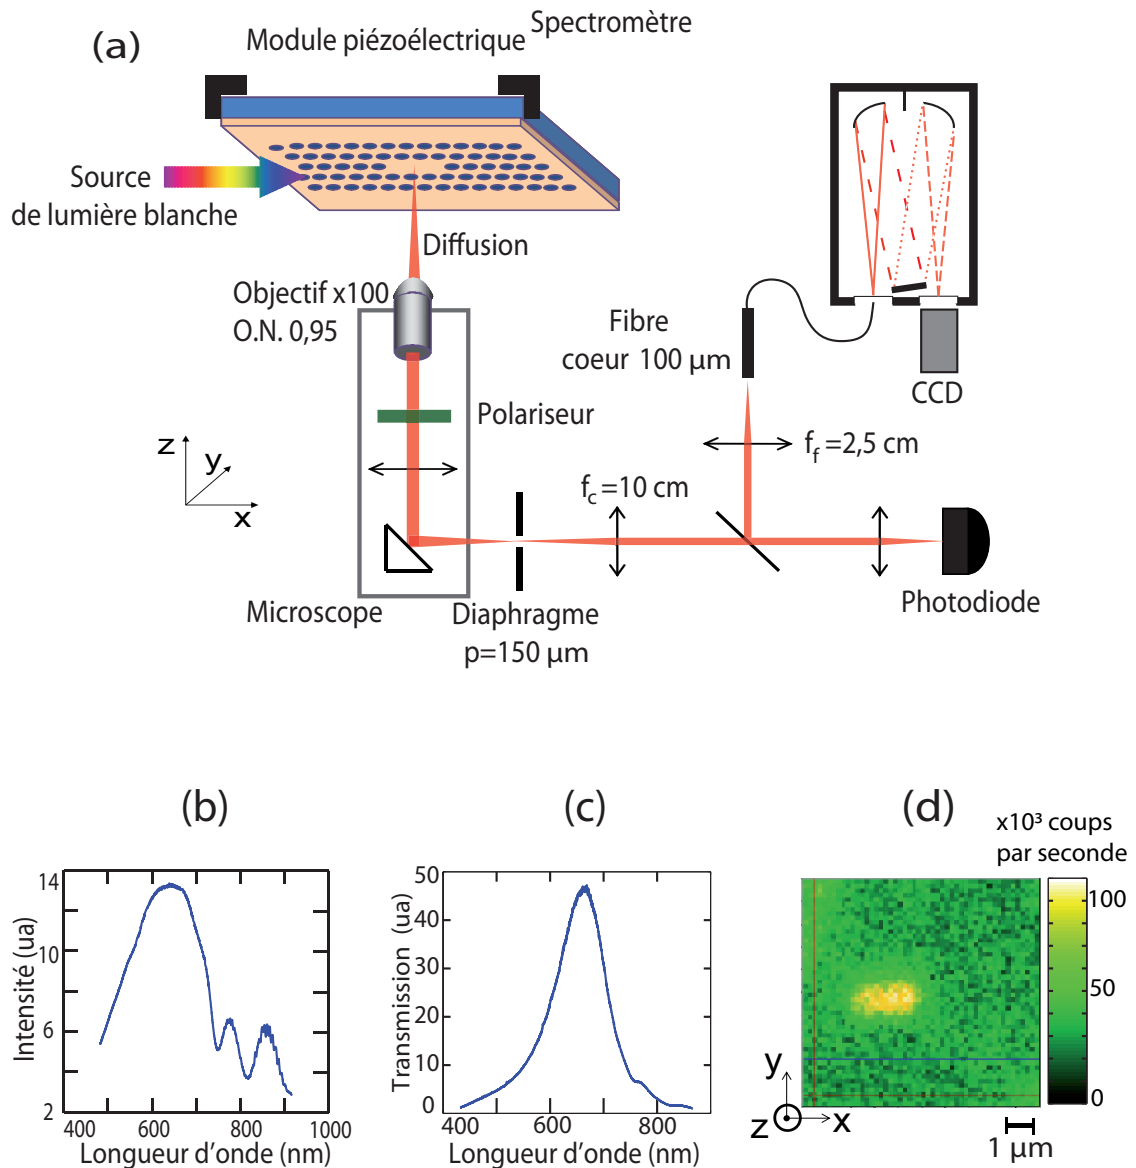 (a)
Module piézoélectrique
Spectromètre
Source
de lumière blanche
Diffusion
Objectif x100
O.N. 0,95
Fibre
coeur 100 µm
CCD
Polariseur
z
y
x
f_f =2,5 cm
f_c =10 cm
Microscope
Diaphragme
p=150 µm
Photodiode
(b)
(c)
(d)
x10³ coups
par seconde
14
10
6
2
Intensité (ua)
400 600 800 1000
Longueur d'onde (nm)
50
40
30
20
10
0
Transmission (ua)
400 600 800
Longueur d'onde (nm)
100
50
0
y
z
x
1 µm